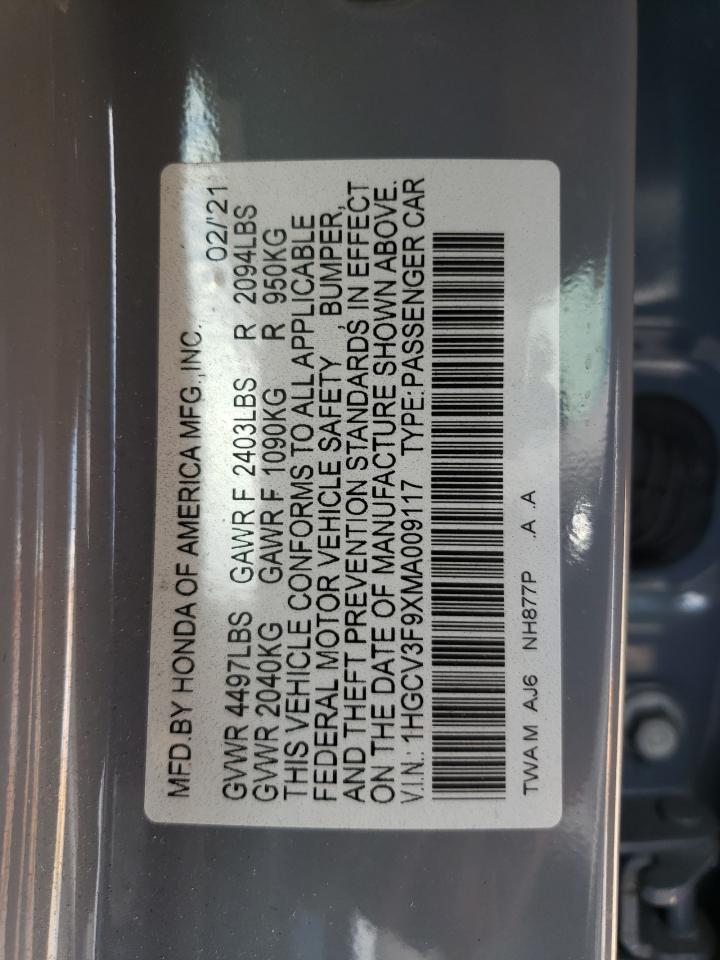 MFD.BY HONDA OF AMERICA MFG.,INC. 02/'21
GVWR 4497LBS GAWR F 2403LBS R 2094LBS
GVWR 2040KG GAWR F 1090KG R 950KG
THIS VEHICLE CONFORMS TO ALL APPLICABLE
FEDERAL MOTOR VEHICLE SAFETY, BUMPER,
AND THEFT PREVENTION STANDARDS IN EFFECT
ON THE DATE OF MANUFACTURE SHOWN ABOVE.
V.I.N.: 1HGCV3F9XMA009117 TYPE:PASSENGER CAR
TWAM AJ6 NH877P .A .A